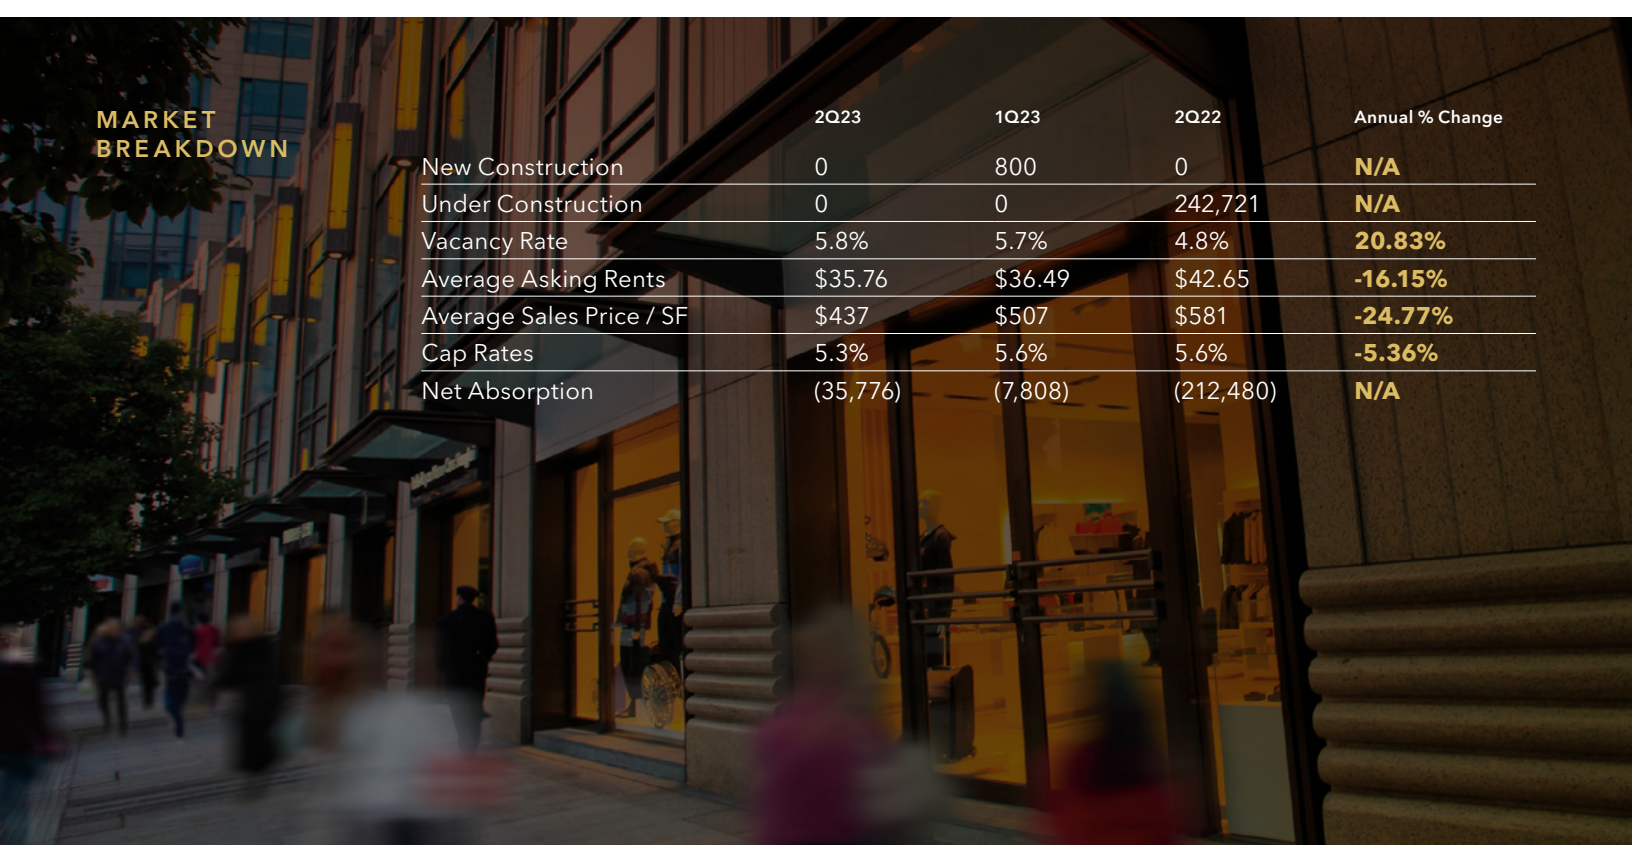 MARKET
BREAKDOWN
2Q23 1Q23 2Q22 Annual % Change
New Construction 0 800 0 N/A
Under Construction 0 0 242,721 N/A
Vacancy Rate 5.8% 5.7% 4.8% 20.83%
Average Asking Rents $35.76 $36.49 $42.65 -16.15%
Average Sales Price / SF $437 $507 $581 -24.77%
Cap Rates 5.3% 5.6% 5.6% -5.36%
Net Absorption (35,776) (7,808) (212,480) N/A